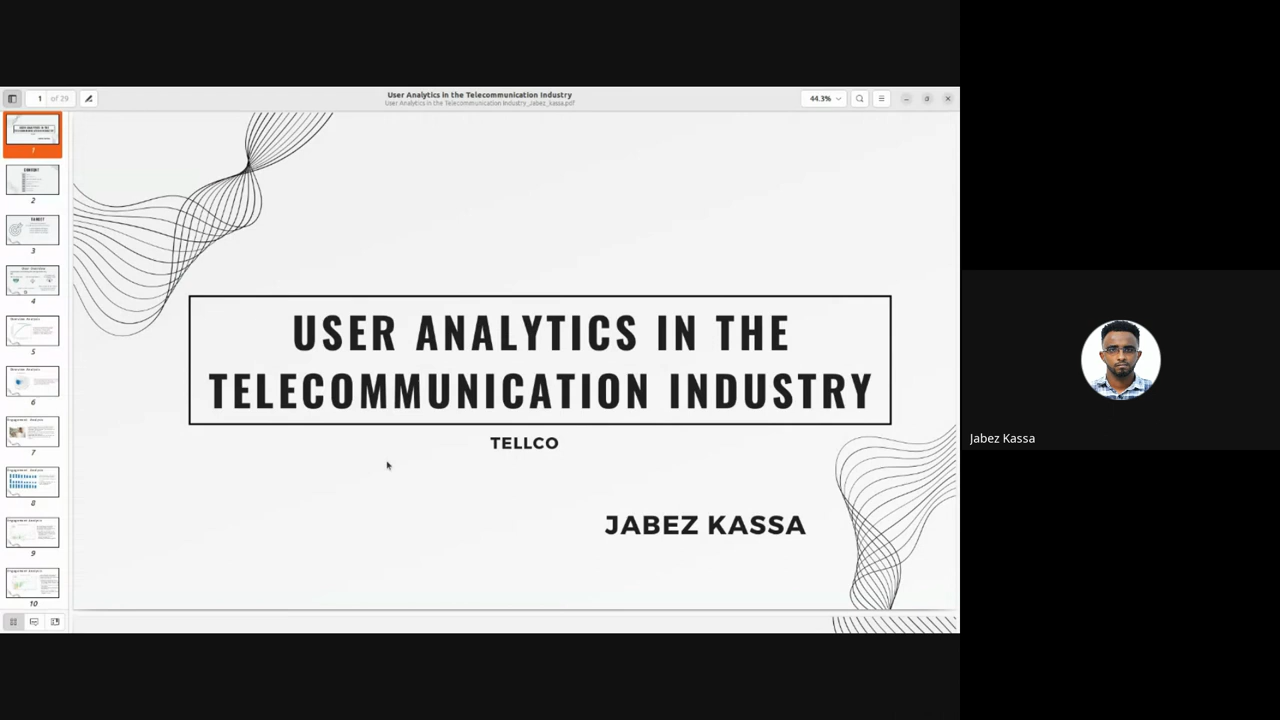 User Analytics in the Telecommunication Industry
User Analytics in the Telecommunication Industry_Jabez_kassa.pdf
1 of 29
44.3%
1
CONTENT
2
TARGET
3
4
5
6
7
8
9
10
USER ANALYTICS IN THE
TELECOMMUNICATION INDUSTRY
TELLCO
JABEZ KASSA
Jabez Kassa